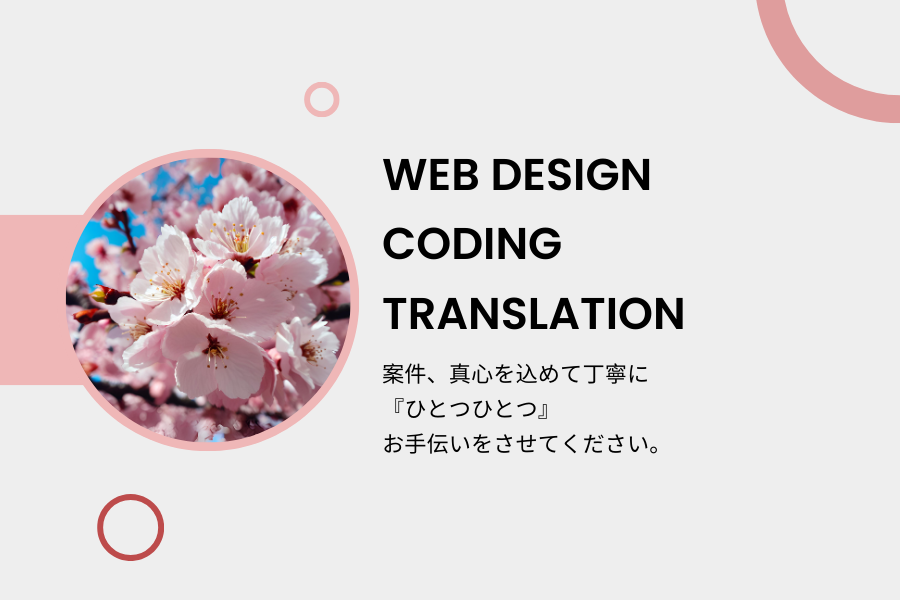 WEB DESIGN
CODING
TRANSLATION
案件、真心を込めて丁寧に
『ひとつひとつ』
お手伝いをさせてください。